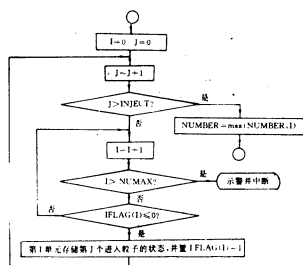 I=0 J=0
J=J+1
J>INJECT?
是
否
NUMBER=max(NUMBER,I)
I=I+1
I>NUMAX?
是
示警并中断
否
否
IFLAG(I)≤0?
是
第I单元存储第J个进入粒子的状态,并置IFLAG(I)=1